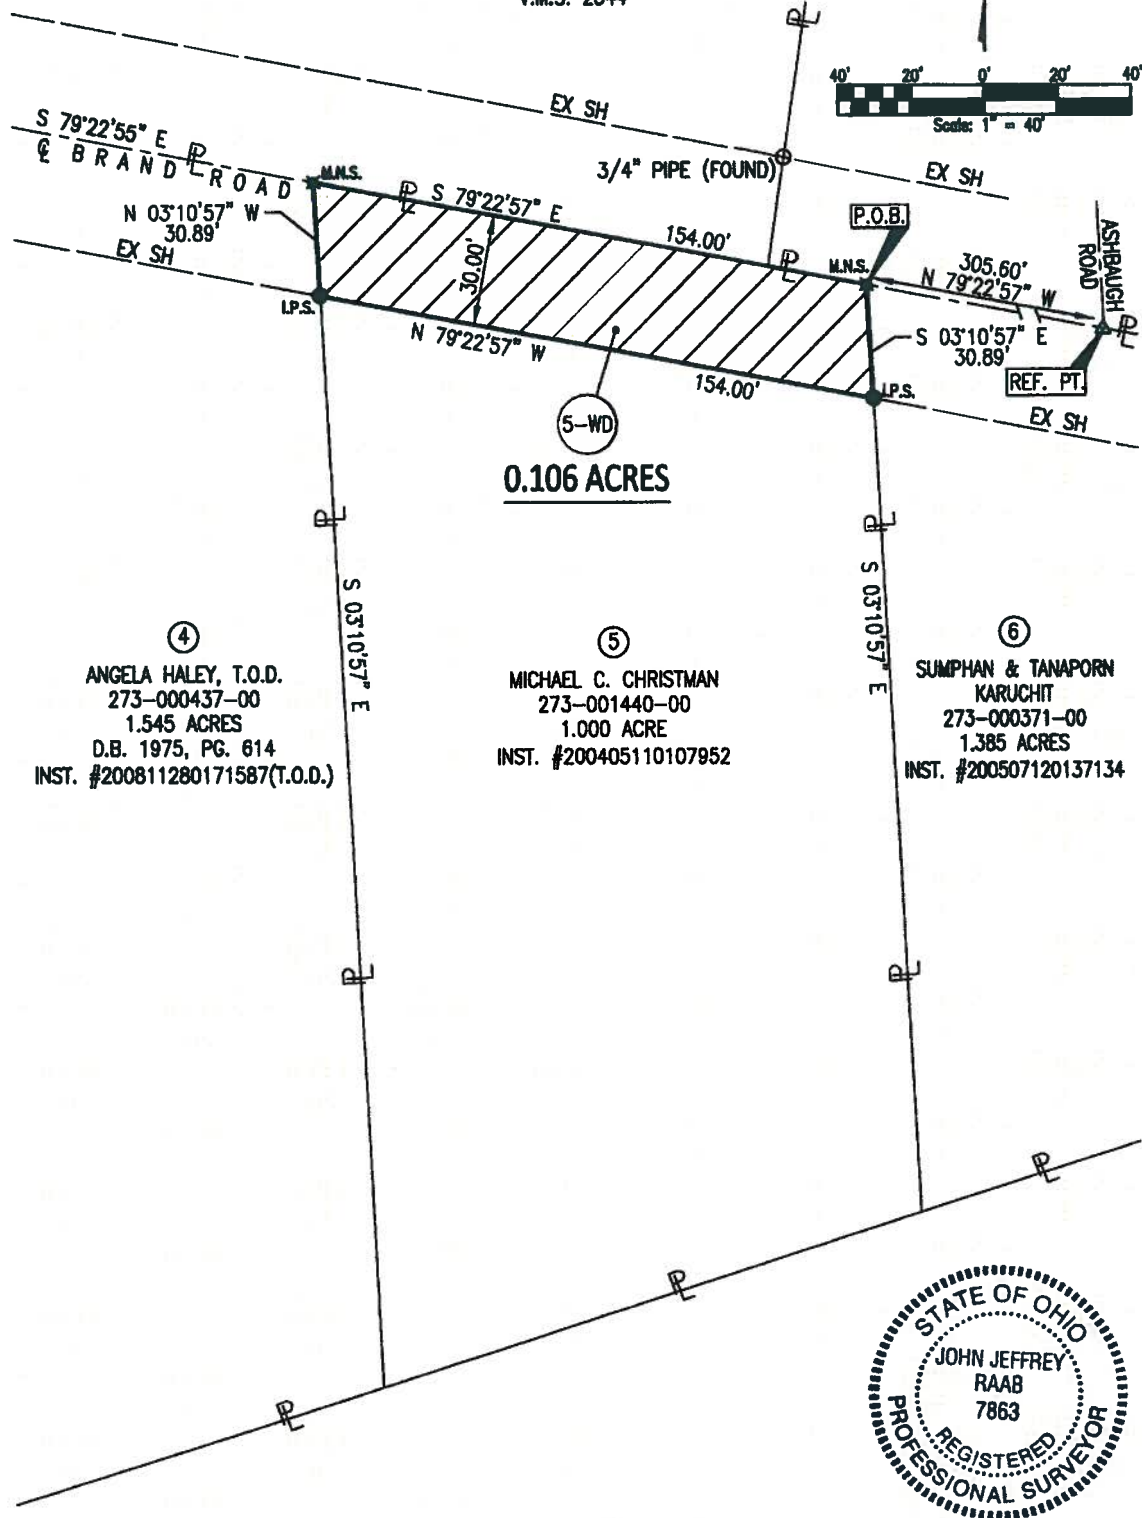 40' 20' 0' 20' 40'
Scale: 1" = 40'
EX SH
EX SH
3/4" PIPE (FOUND)
S 79°22'55" E
℄ BRAND ROAD
M.N.S.
N 03°10'57" W
30.89'
EX SH
I.P.S.
S 79°22'57" E
154.00'
30.00'
P.O.B.
M.N.S.
305.60'
N 79°22'57" W
ASHBAUGH
ROAD
S 03°10'57" E
30.89'
REF. PT.
N 79°22'57" W
154.00'
I.P.S.
EX SH
5-WD
0.106 ACRES
S 03°10'57" E
S 03°10'57" E
4
ANGELA HALEY, T.O.D.
273-000437-00
1.545 ACRES
D.B. 1975, PG. 614
INST. #200811280171587(T.O.D.)
5
MICHAEL C. CHRISTMAN
273-001440-00
1.000 ACRE
INST. #200405110107952
6
SUMPHAN & TANAPORN
KARUCHIT
273-000371-00
1.385 ACRES
INST. #200507120137134
STATE OF OHIO
JOHN JEFFREY
RAAB
7863
REGISTERED
PROFESSIONAL SURVEYOR